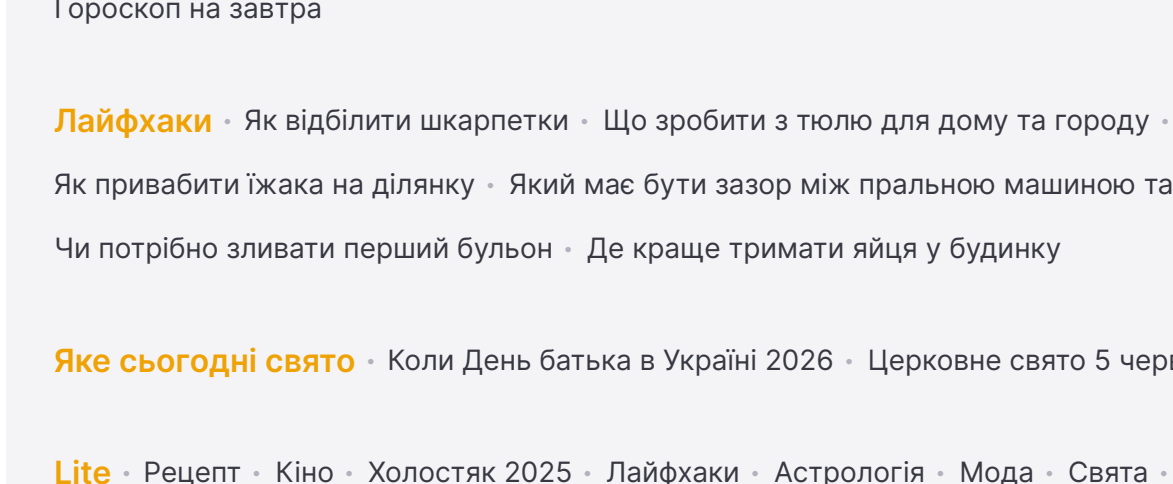 Гороскоп на завтра
Лайфхаки • Як відбілити шкарпетки • Що зробити з тюлю для дому та городу •
Як привабити їжака на ділянку • Який має бути зазор між пральною машиною та
Чи потрібно зливати перший бульон • Де краще тримати яйця у будинку
Яке сьогодні свято • Коли День батька в Україні 2026 • Церковне свято 5
Lite • Рецепт • Кіно • Холостяк 2025 • Лайфхаки • Астрологія • Мода • Свята •